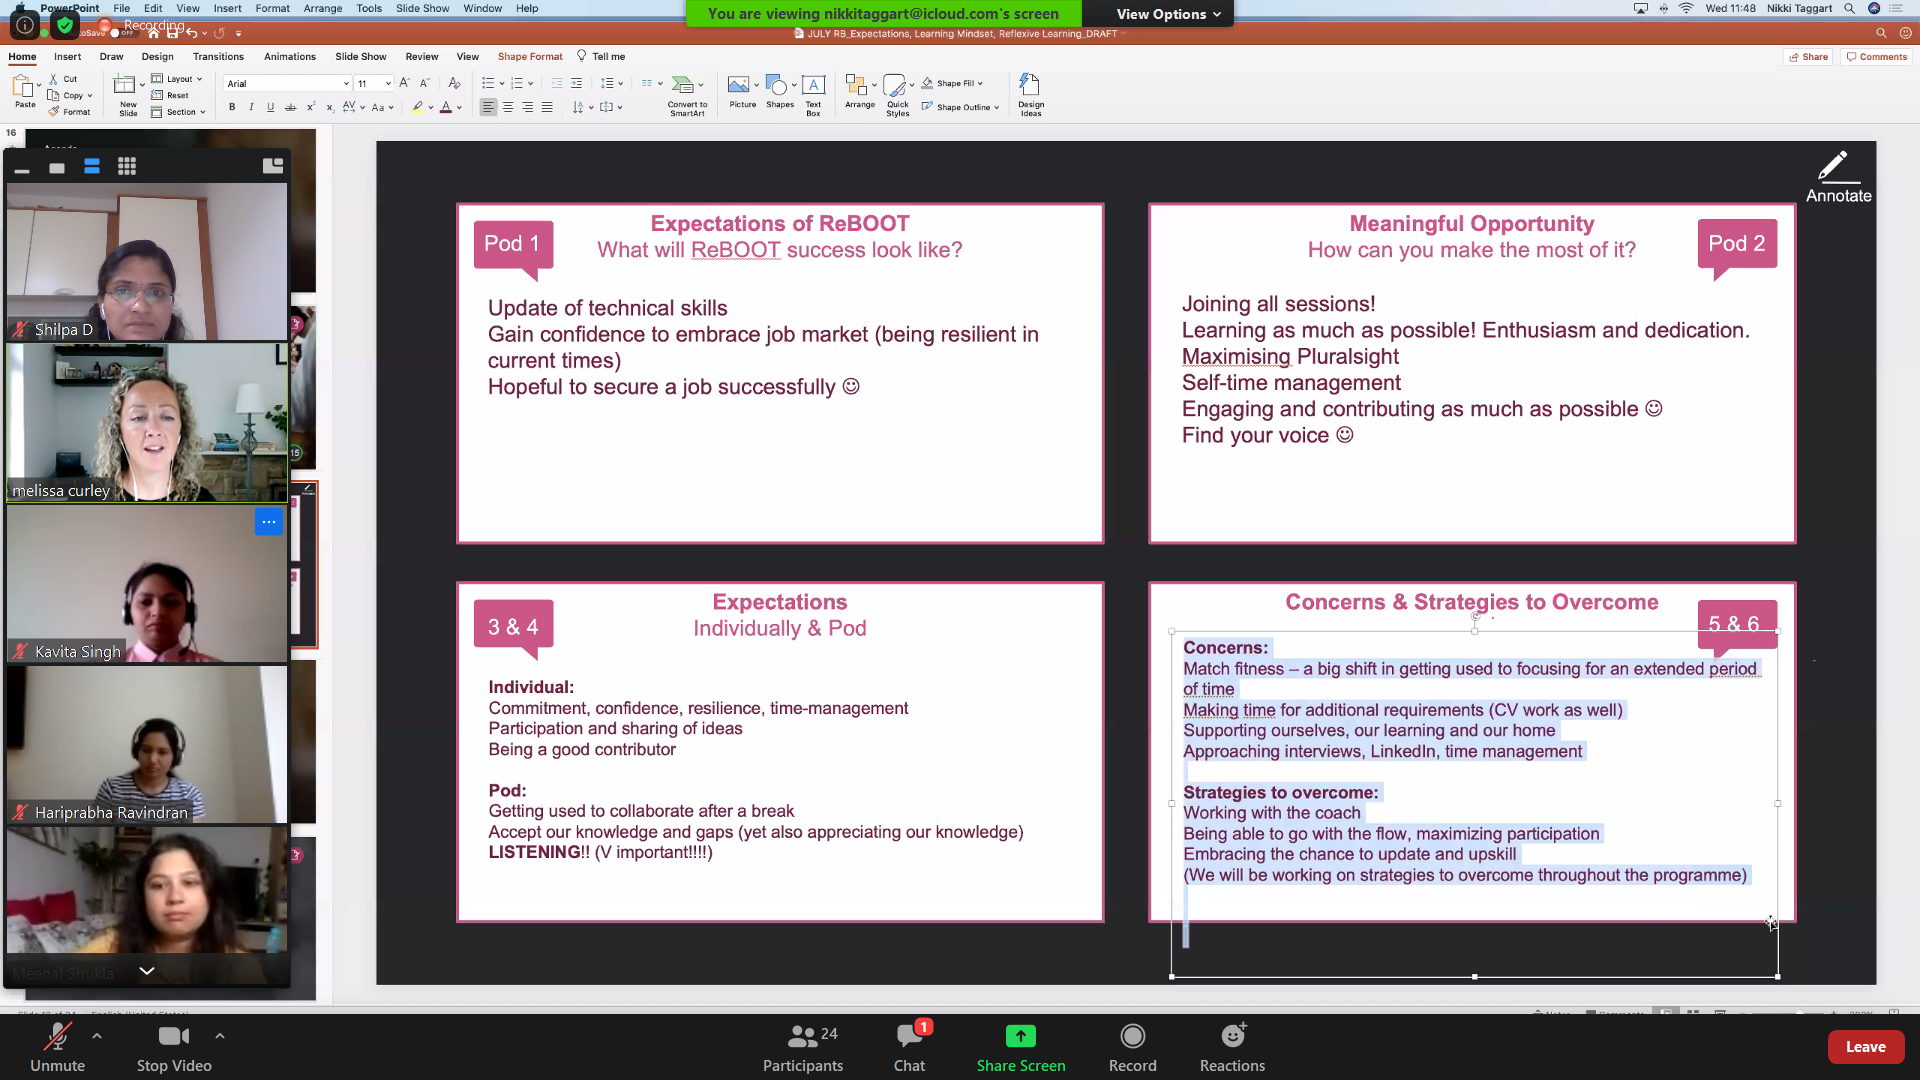 PowerPoint File Edit View Insert Format Arrange Tools Slide Show Window Help
You are viewing nikkitaggart@icloud.com's screen
View Options
Wed 11:48 Nikki Taggart
Recording
AutoSave OFF
JULY RB_Expectations, Learning Mindset, Reflexive Learning_DRAFT
Home Insert Draw Design Transitions Animations Slide Show Review View Shape Format Tell me
Share Comments
Paste
Cut
Copy
Format
New Slide
Layout
Reset
Section
Arial 11
Convert to SmartArt
Picture
Shapes
Text Box
Arrange
Quick Styles
Shape Fill
Shape Outline
Design Ideas
16
Shilpa D
melissa curley
Kavita Singh
Hariprabha Ravindran
Meenal Shukla
15
Annotate
Pod 1
Expectations of ReBOOT
What will ReBOOT success look like?
Update of technical skills
Gain confidence to embrace job market (being resilient in
current times)
Hopeful to secure a job successfully ☺
Meaningful Opportunity
How can you make the most of it?
Pod 2
Joining all sessions!
Learning as much as possible! Enthusiasm and dedication.
Maximising Pluralsight
Self-time management
Engaging and contributing as much as possible ☺
Find your voice ☺
3 & 4
Expectations
Individually & Pod
Individual:
Commitment, confidence, resilience, time-management
Participation and sharing of ideas
Being a good contributor
Pod:
Getting used to collaborate after a break
Accept our knowledge and gaps (yet also appreciating our knowledge)
LISTENING!! (V important!!!!)
Concerns & Strategies to Overcome
5 & 6
Concerns:
Match fitness – a big shift in getting used to focusing for an extended period
of time
Making time for additional requirements (CV work as well)
Supporting ourselves, our learning and our home
Approaching interviews, LinkedIn, time management
Strategies to overcome:
Working with the coach
Being able to go with the flow, maximizing participation
Embracing the chance to update and upskill
(We will be working on strategies to overcome throughout the programme)
Unmute
Stop Video
24
Participants
1
Chat
Share Screen
Record
Reactions
Leave